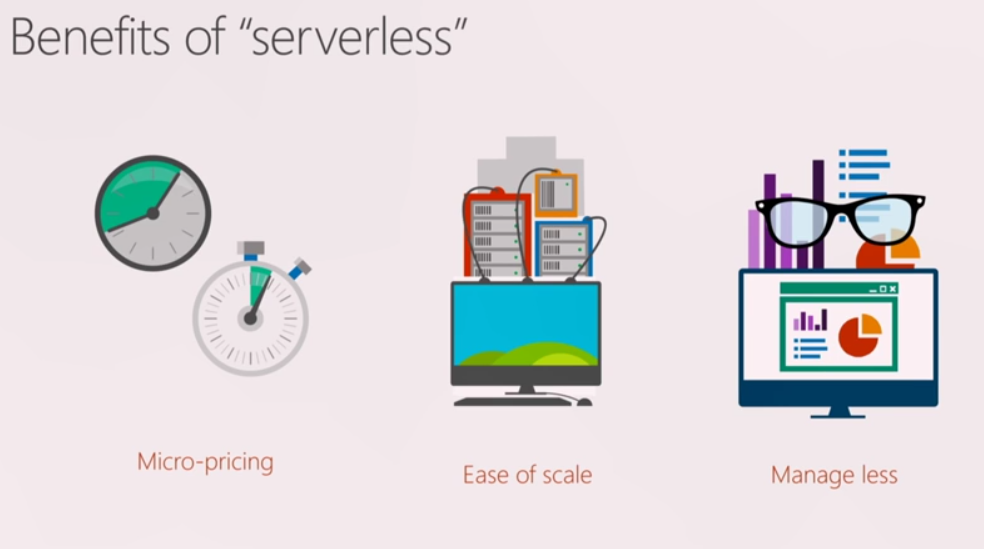 Benefits of “serverless”
Micro-pricing
Ease of scale
Manage less